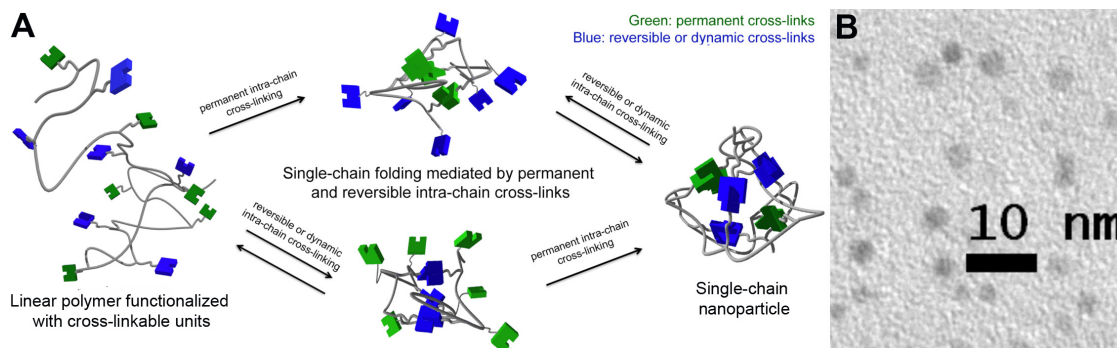 A
Green: permanent cross-links
Blue: reversible or dynamic cross-links
permanent intra-chain
cross-linking
reversible or dynamic
intra-chain cross-linking
Single-chain folding mediated by permanent
and reversible intra-chain cross-links
reversible or dynamic
intra-chain cross-linking
permanent intra-chain
cross-linking
Linear polymer functionalized
with cross-linkable units
Single-chain
nanoparticle
B
10 nm